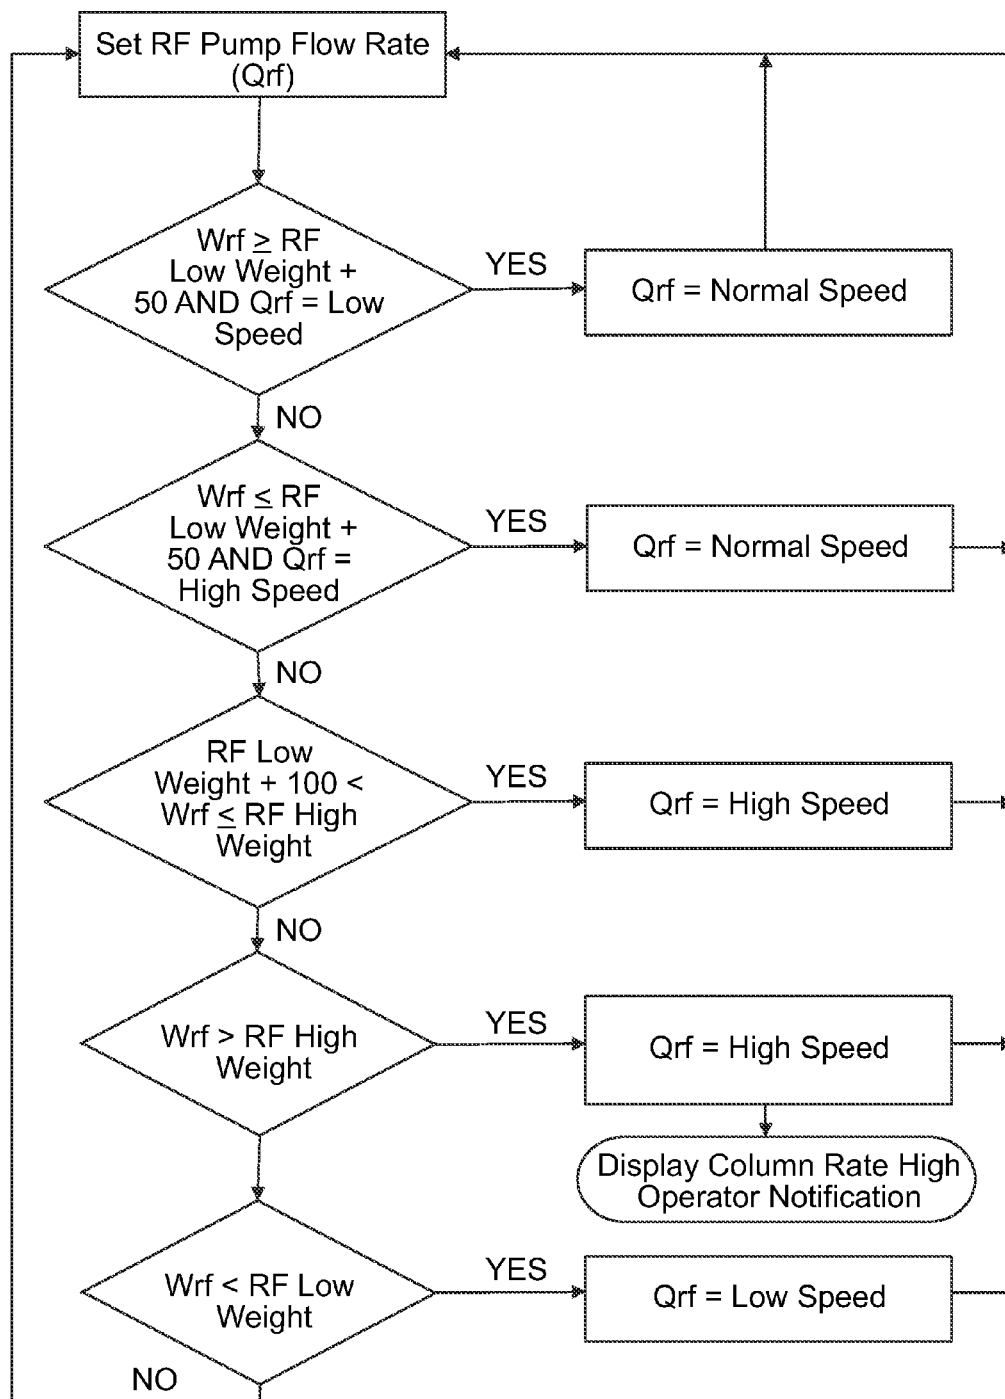 Set RF Pump Flow Rate
(Qrf)
Wrf ≥ RF
Low Weight +
50 AND Qrf = Low
Speed
YES
Qrf = Normal Speed
NO
Wrf ≤ RF
Low Weight +
50 AND Qrf =
High Speed
YES
Qrf = Normal Speed
NO
RF Low
Weight + 100 <
Wrf ≤ RF High
Weight
YES
Qrf = High Speed
NO
Wrf > RF High
Weight
YES
Qrf = High Speed
Display Column Rate High
Operator Notification
Wrf < RF Low
Weight
YES
Qrf = Low Speed
NO